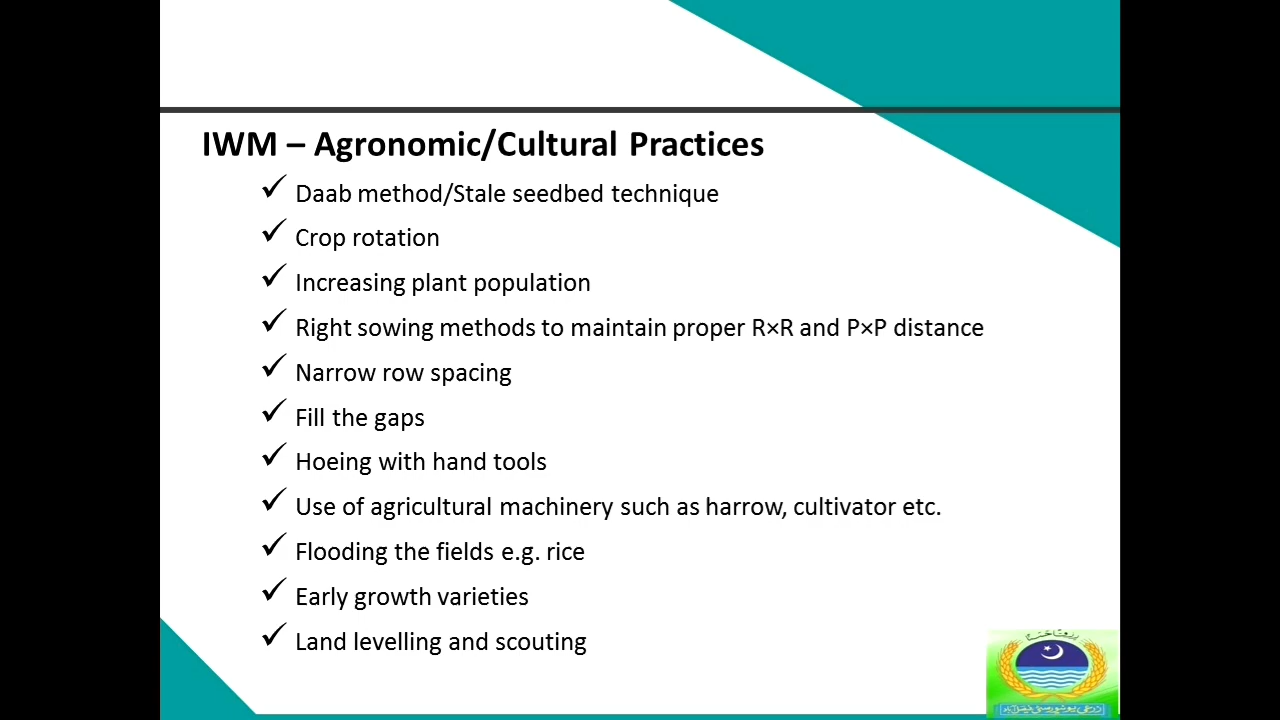 IWM – Agronomic/Cultural Practices
✓ Daab method/Stale seedbed technique
✓ Crop rotation
✓ Increasing plant population
✓ Right sowing methods to maintain proper R×R and P×P distance
✓ Narrow row spacing
✓ Fill the gaps
✓ Hoeing with hand tools
✓ Use of agricultural machinery such as harrow, cultivator etc.
✓ Flooding the fields e.g. rice
✓ Early growth varieties
✓ Land levelling and scouting